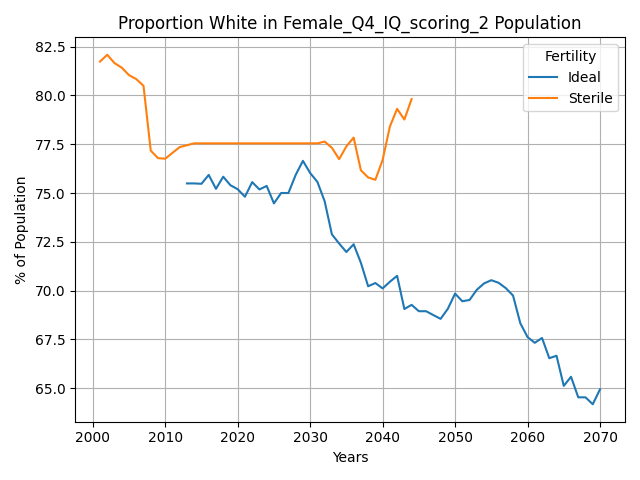 Proportion White in Female_Q4_IQ_scoring_2 Population
Fertility
Ideal
Sterile
% of Population
82.5
80.0
77.5
75.0
72.5
70.0
67.5
65.0
2000 2010 2020 2030 2040 2050 2060 2070
Years